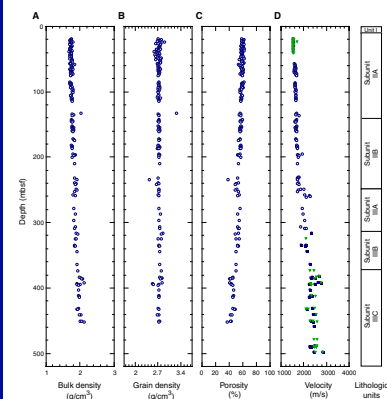 A B C D
0
100
200
300
400
500
Depth (mbsf)
1 2 3
2 2.7 3.4
0 20 40 60 80 100
1000 2000 3000 4000
Bulk density
(g/cm³)
Grain density
(g/cm³)
Porosity
(%)
Velocity
(m/s)
Lithologic
units
Unit I
Subunit
IIA
Subunit
IIB
Subunit
IIIA
Subunit
IIIB
Subunit
IIIC